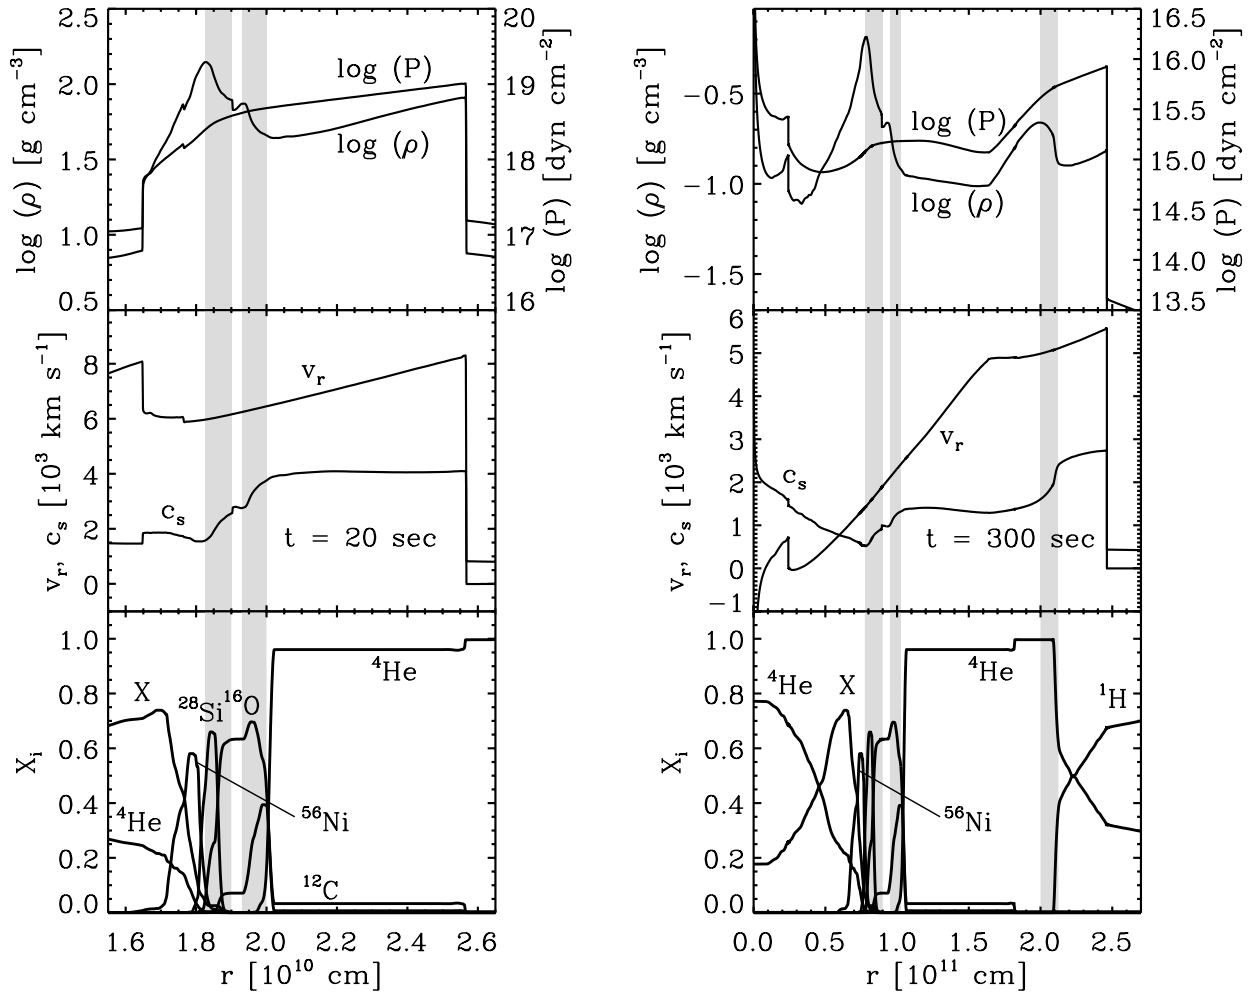 2.5
2.0
1.5
1.0
0.5
log (ρ) [g cm⁻³]
20
19
18
17
16
log (P) [dyn cm⁻²]
log (P)
log (ρ)
8
6
4
2
0
vᵣ, cₛ [10³ km s⁻¹]
vᵣ
cₛ
t = 20 sec
1.0
0.8
0.6
0.4
0.2
0.0
Xᵢ
X
²⁸Si
¹⁶O
⁴He
⁴He
⁵⁶Ni
¹²C
1.6
1.8
2.0
2.2
2.4
2.6
r [10¹⁰ cm]
−0.5
−1.0
−1.5
log (ρ) [g cm⁻³]
16.5
16.0
15.5
15.0
14.5
14.0
13.5
log (P) [dyn cm⁻²]
log (P)
log (ρ)
6
5
4
3
2
1
0
−1
vᵣ, cₛ [10³ km s⁻¹]
vᵣ
cₛ
t = 300 sec
1.0
0.8
0.6
0.4
0.2
0.0
Xᵢ
⁴He
X
⁴He
¹H
⁵⁶Ni
0.0
0.5
1.0
1.5
2.0
2.5
r [10¹¹ cm]